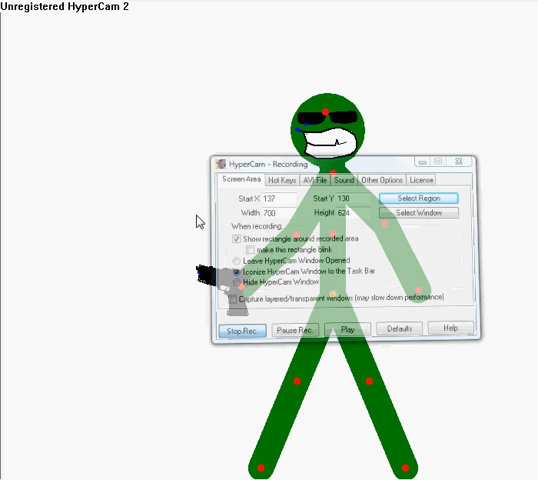 Unregistered HyperCam 2
HyperCam - Recording
Screen Area Hot Keys AVI File Sound Other Options License
Start X 137 Start Y 130 Select Region
Width 700 Height 624 Select Window
When recording:
Show rectangle around recorded area
make this rectangle blink
Leave HyperCam Window Opened
Iconize HyperCam Window to the Task Bar
Hide HyperCam Window
Capture layered/transparent windows (may slow down performance)
Stop Rec. Pause Rec. Play Defaults Help